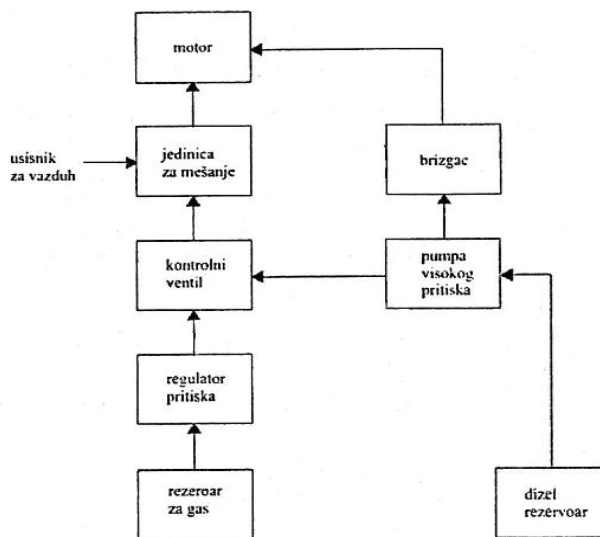 motor
usisnik
za vazduh
jedinica
za mešanje
brizgac
kontrolni
ventil
pumpa
visokog
pritiska
regulator
pritiska
rezeroar
za gas
dizel
rezervoar